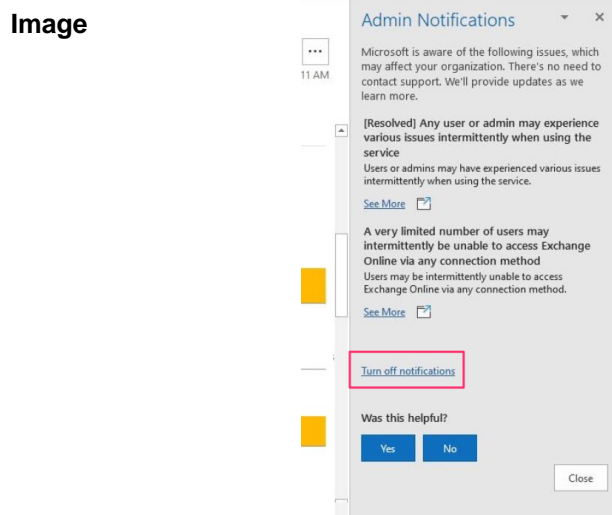 Image
Admin Notifications
...
11 AM
Microsoft is aware of the following issues, which
may affect your organization. There's no need to
contact support. We'll provide updates as we
learn more.
[Resolved] Any user or admin may experience
various issues intermittently when using the
service
Users or admins may have experienced various issues
intermittently when using the service.
See More
A very limited number of users may
intermittently be unable to access Exchange
Online via any connection method
Users may be intermittently unable to access
Exchange Online via any connection method.
See More
Turn off notifications
Was this helpful?
Yes No
Close